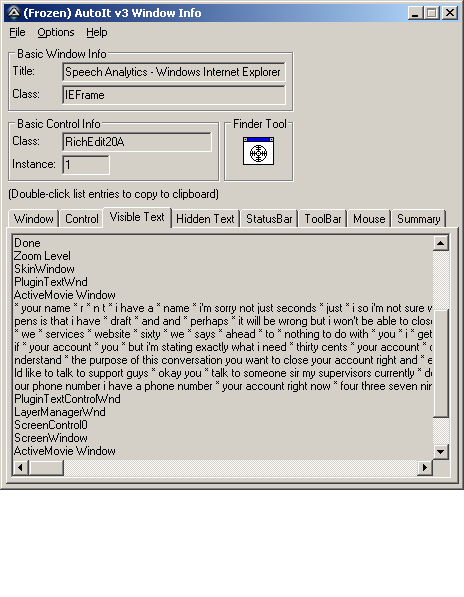 (Frozen) AutoIt v3 Window Info
File Options Help
Basic Window Info
Title: Speech Analytics - Windows Internet Explorer
Class: IEFrame
Basic Control Info
Class: RichEdit20A
Instance: 1
Finder Tool
(Double-click list entries to copy to clipboard)
Window Control Visible Text Hidden Text StatusBar ToolBar Mouse Summary
Done
Zoom Level
SkinWindow
PluginTextWnd
ActiveMovie Window
* your name * r * n t * i have a * name * i'm sorry not just seconds * just * i so i'm not sure w
pens is that i have * draft * and and * perhaps * it will be wrong but i won't be able to close
* we * services * website * sixty * we * says * ahead * to * nothing to do with * you * i * get
if * your account * you * but i'm stating exactly what i need * thirty cents * your account *
nderstand * the purpose of this conversation you want to close your account right and * e
ld like to talk to support guys * okay you * talk to someone sir my supervisors currently *
our phone number i have a phone number * your account right now * four three seven nin
PluginTextControlWnd
LayerManagerWnd
ScreenControl0
ScreenWindow
ActiveMovie Window